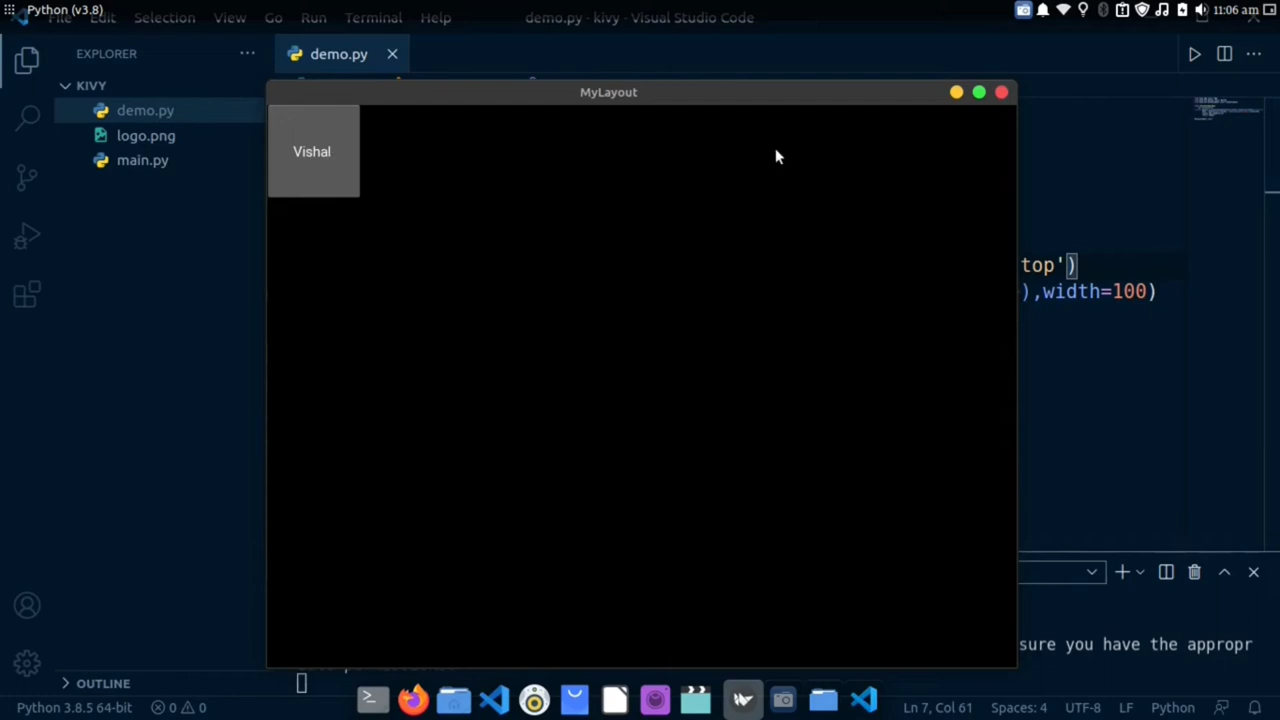 Python (v3.8)
11:06 am
File Edit Selection View Go Run Terminal Help
demo.py - kivy - Visual Studio Code
EXPLORER
demo.py
KIVY
demo.py
logo.png
main.py
MyLayout
Vishal
top')
),width=100)
sure you have the appropr
OUTLINE
Python 3.8.5 64-bit
0 0
Ln 7, Col 61
Spaces: 4
UTF-8
LF
Python